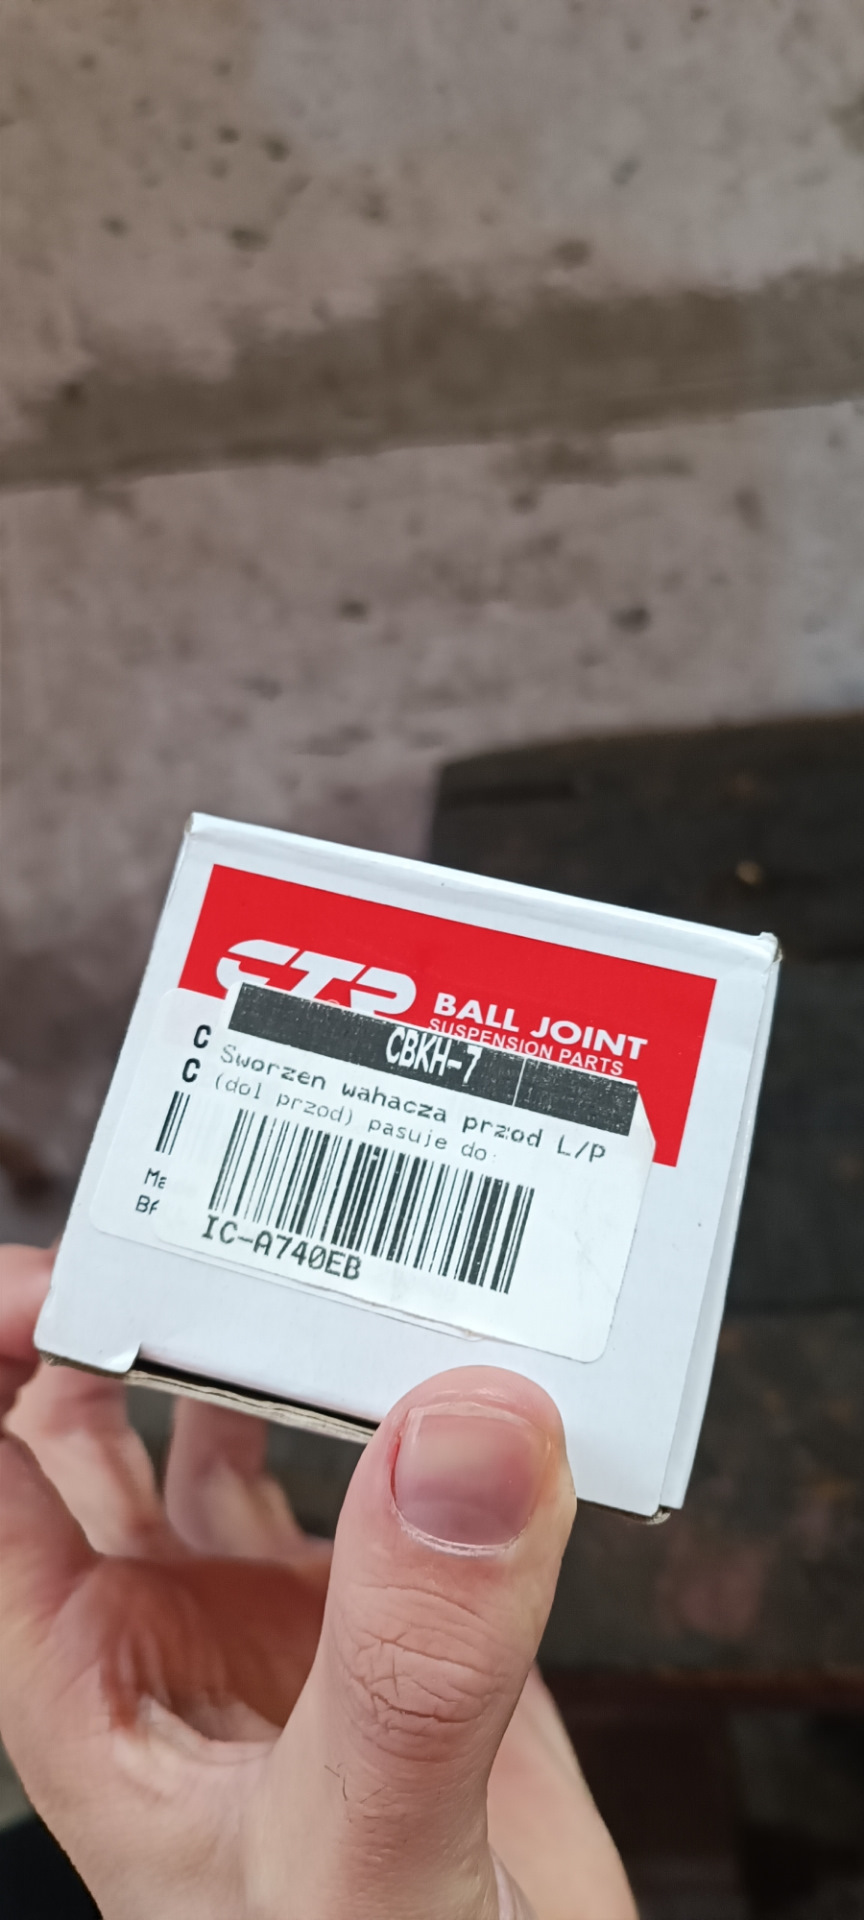 CTR
BALL JOINT
SUSPENSION PARTS
CBKH-7
C
Sworzen wahacza przod L/P
C
(dol przod) pasuje do:
IC-A740EB